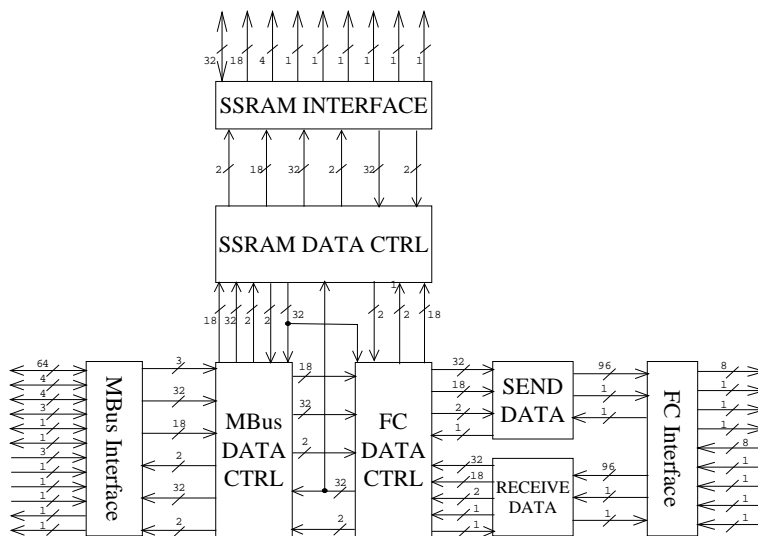 32 18 4 1 1 1 1 1
SSRAM INTERFACE
2 18 32 2 32 2
SSRAM DATA CTRL
1
18 32 2 2 32 2 2 18
64
4
4
3
1
1
3
1
1
1
1
1
MBus Interface
3
32
18
2
32
2
MBus
DATA
CTRL
18
32
2
32
2
FC
DATA
CTRL
32
18
2
1
SEND
DATA
96
1
1
32
18
2
1
1
RECEIVE
DATA
96
1
1
FC Interface
8
1
1
1
8
1
1
1
1